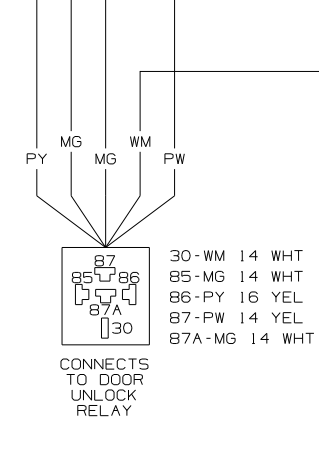 MG WM
PY MG PW
87
85 86
87A
30
30-WM 14 WHT
85-MG 14 WHT
86-PY 16 YEL
87-PW 14 YEL
87A-MG 14 WHT
CONNECTS
TO DOOR
UNLOCK
RELAY